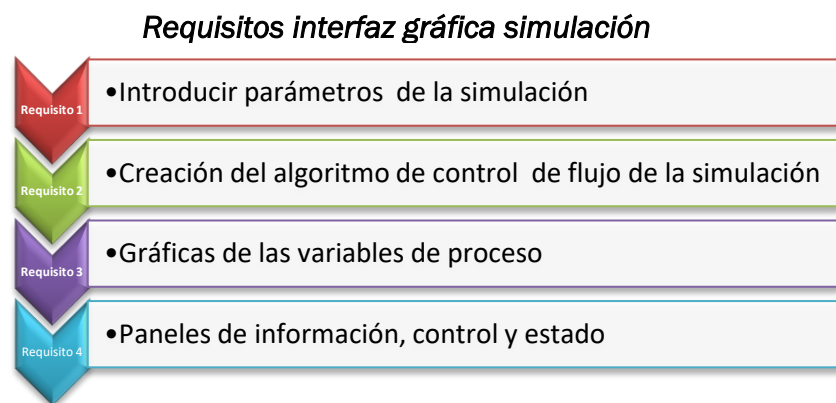 Requisitos interfaz gráfica simulación
Requisito 1
•Introducir parámetros de la simulación
Requisito 2
•Creación del algoritmo de control de flujo de la simulación
Requisito 3
•Gráficas de las variables de proceso
Requisito 4
•Paneles de información, control y estado